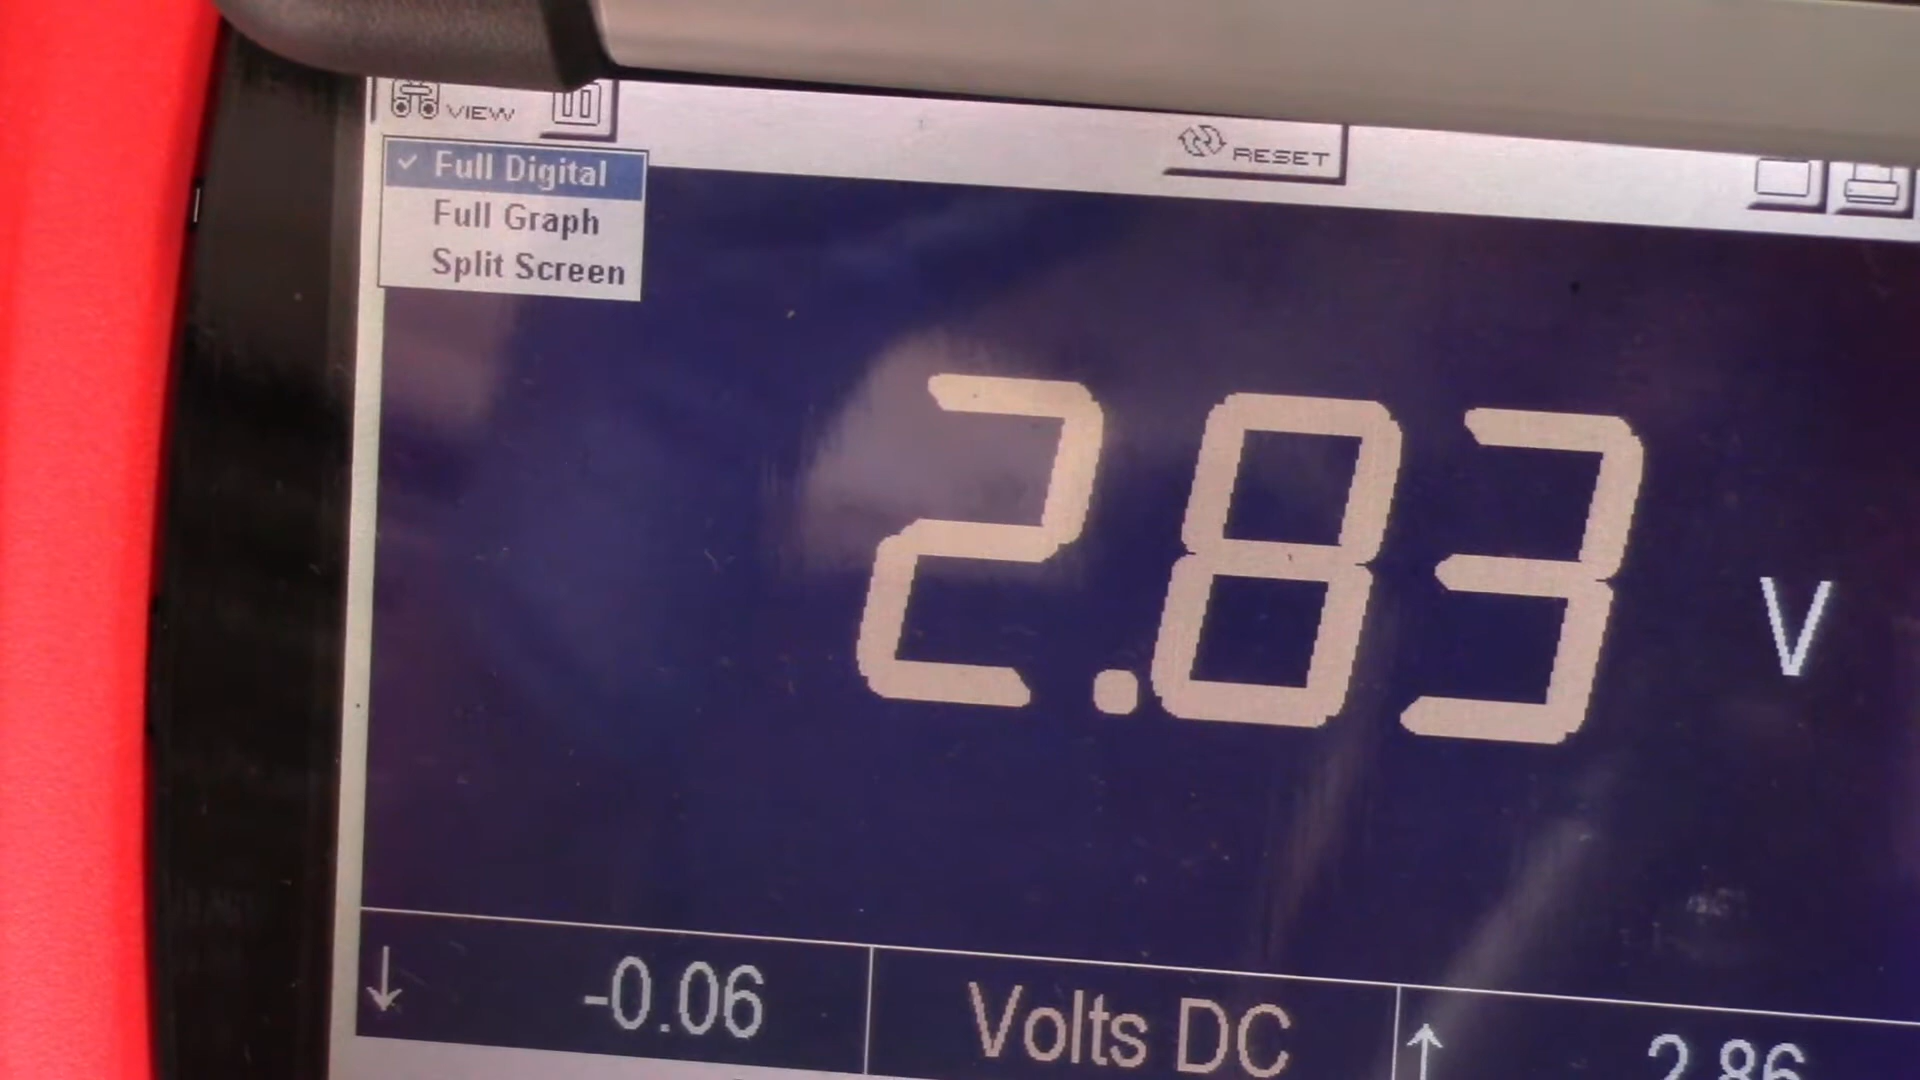 VIEW
RESET
Full Digital
Full Graph
Split Screen
2.83 V
-0.06
Volts DC
2.86